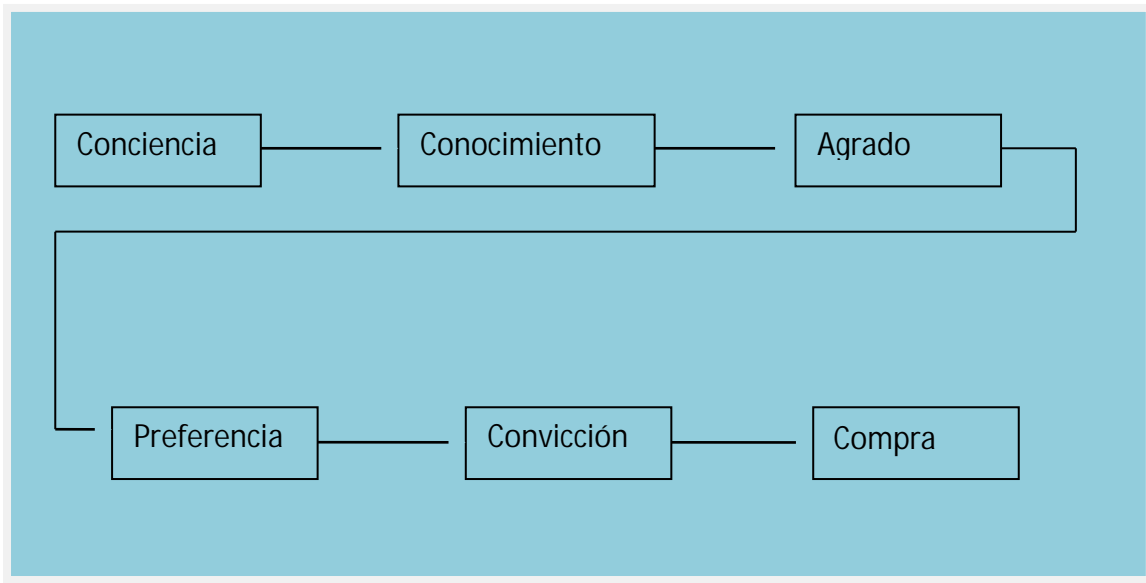 Conciencia
Conocimiento
Agrado
Preferencia
Convicción
Compra